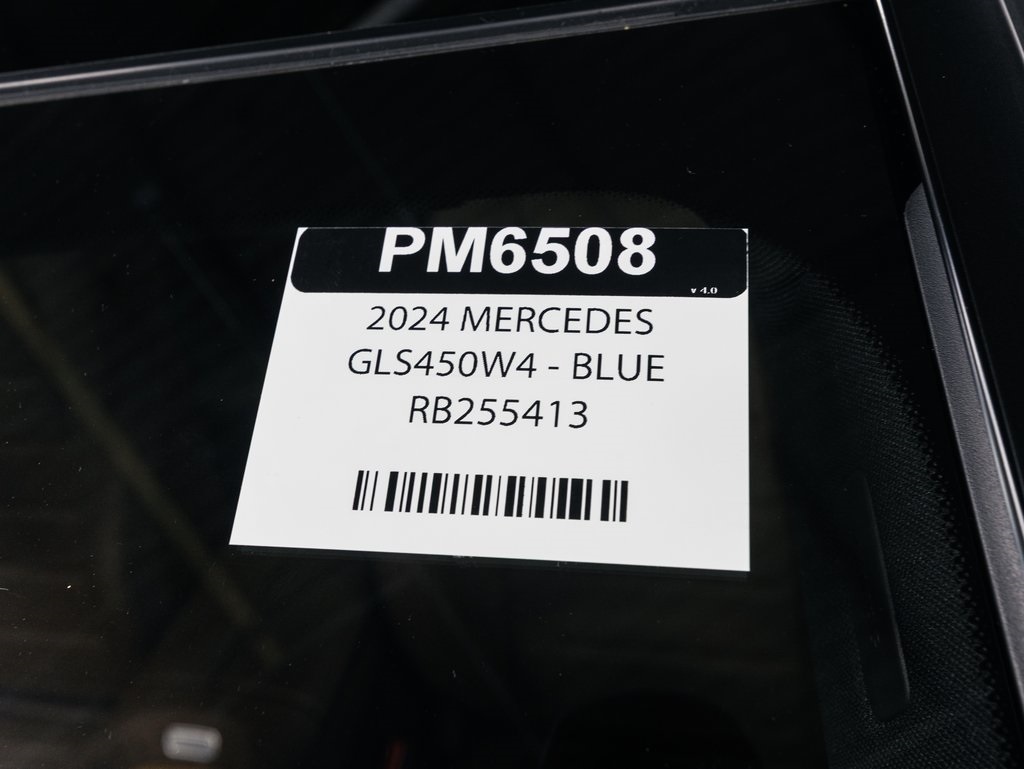 PM6508
v 4.0
2024 MERCEDES
GLS450W4 - BLUE
RB255413